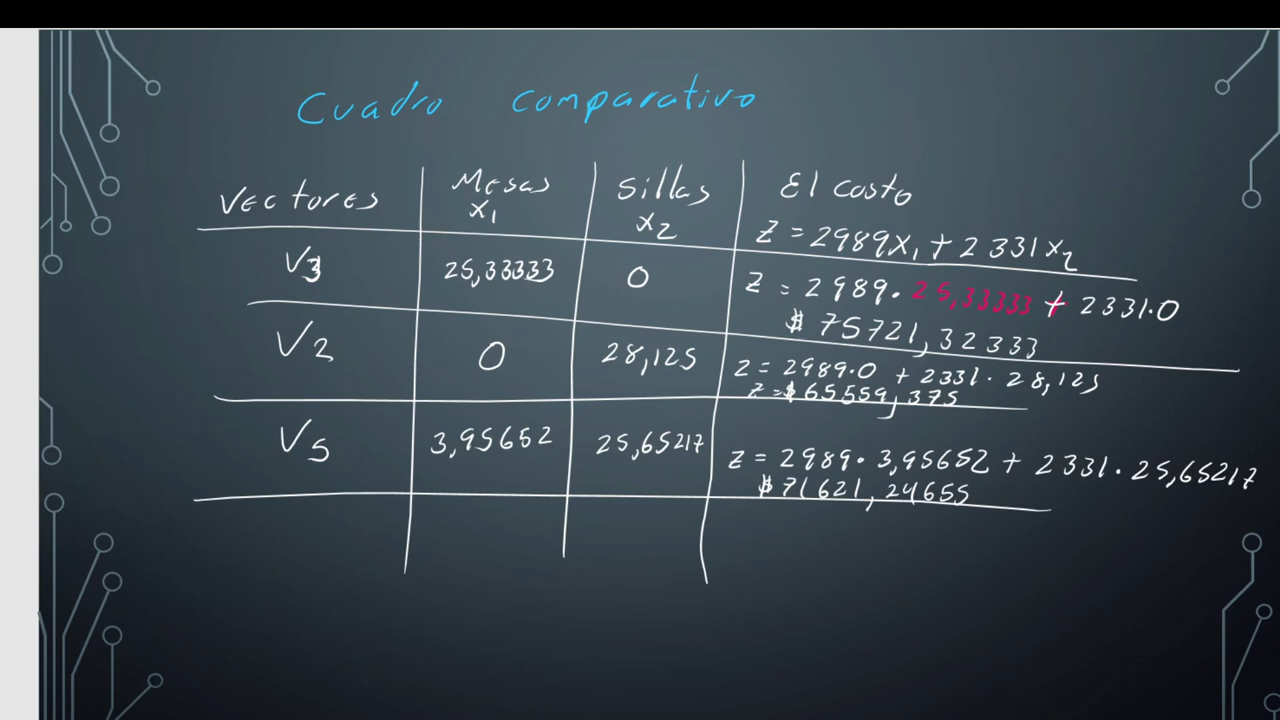 Cuadro comparativo
Vectores Mesas x₁ Sillas x₂ El costo
Z = 2989x₁ + 2331x₂
V3 25,33333 0 Z = 2989. 25,33333 + 2331.0
$ 75721,32333
V2 0 28,125 Z = 2989.0 + 2331. 28,125
Z = $65559,375
V5 3,95652 25,65217 Z = 2989. 3,95652 + 2331. 25,65217
$ 71621,24655